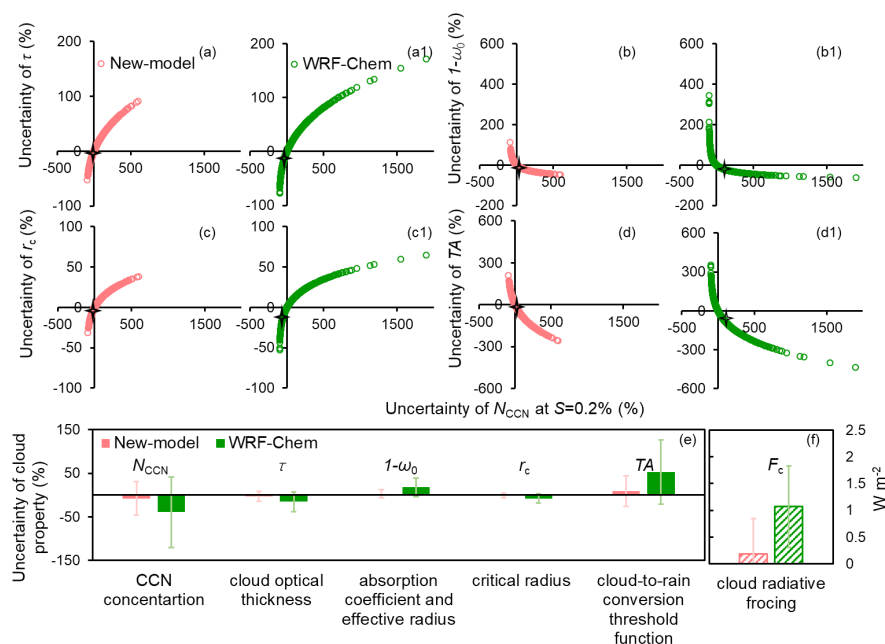 Uncertainty of τ (%)
200
100
0
-100
-500
500
1500
(a)
New-model
200
100
0
-100
-500
500
1500
(a1)
WRF-Chem
Uncertainty of 1-ω0 (%)
600
400
200
0
-200
-500
500
1500
(b)
600
400
200
0
-200
-500
500
1500
(b1)
Uncertainty of rc (%)
100
50
0
-50
-100
-500
500
1500
(c)
100
50
0
-50
-100
-500
500
1500
(c1)
Uncertainty of TA (%)
600
300
0
-300
-600
-500
500
1500
(d)
600
300
0
-300
-600
-500
500
1500
(d1)
Uncertainty of NCCN at S=0.2% (%)
Uncertainty of cloud
property (%)
150
50
-50
-150
New-model
WRF-Chem
(e)
NCCN
τ
1-ω0
rc
TA
CCN
concentartion
cloud optical
thickness
absorption
coefficient and
effective radius
critical radius
cloud-to-rain
conversion
threshold
function
(f)
Fc
2.5
2
1.5
1
0.5
0
W m-2
cloud radiative
frocing